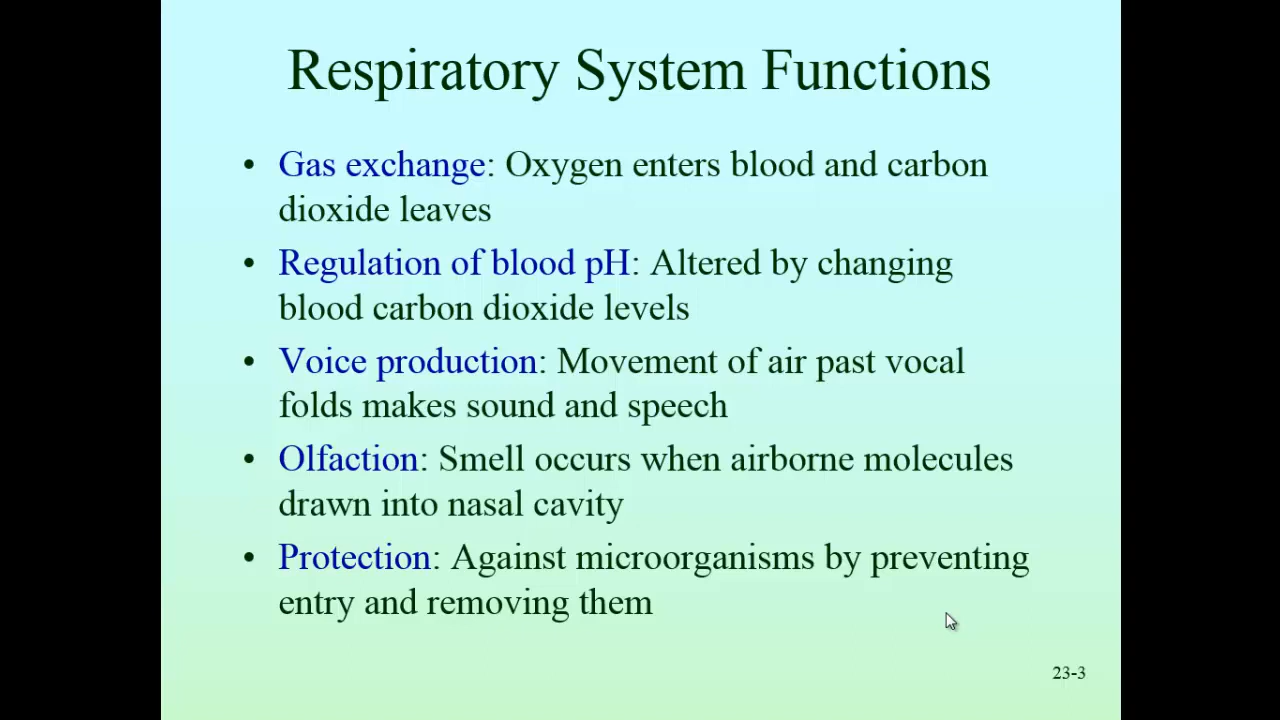 Respiratory System Functions
• Gas exchange: Oxygen enters blood and carbon
dioxide leaves
• Regulation of blood pH: Altered by changing
blood carbon dioxide levels
• Voice production: Movement of air past vocal
folds makes sound and speech
• Olfaction: Smell occurs when airborne molecules
drawn into nasal cavity
• Protection: Against microorganisms by preventing
entry and removing them
23-3